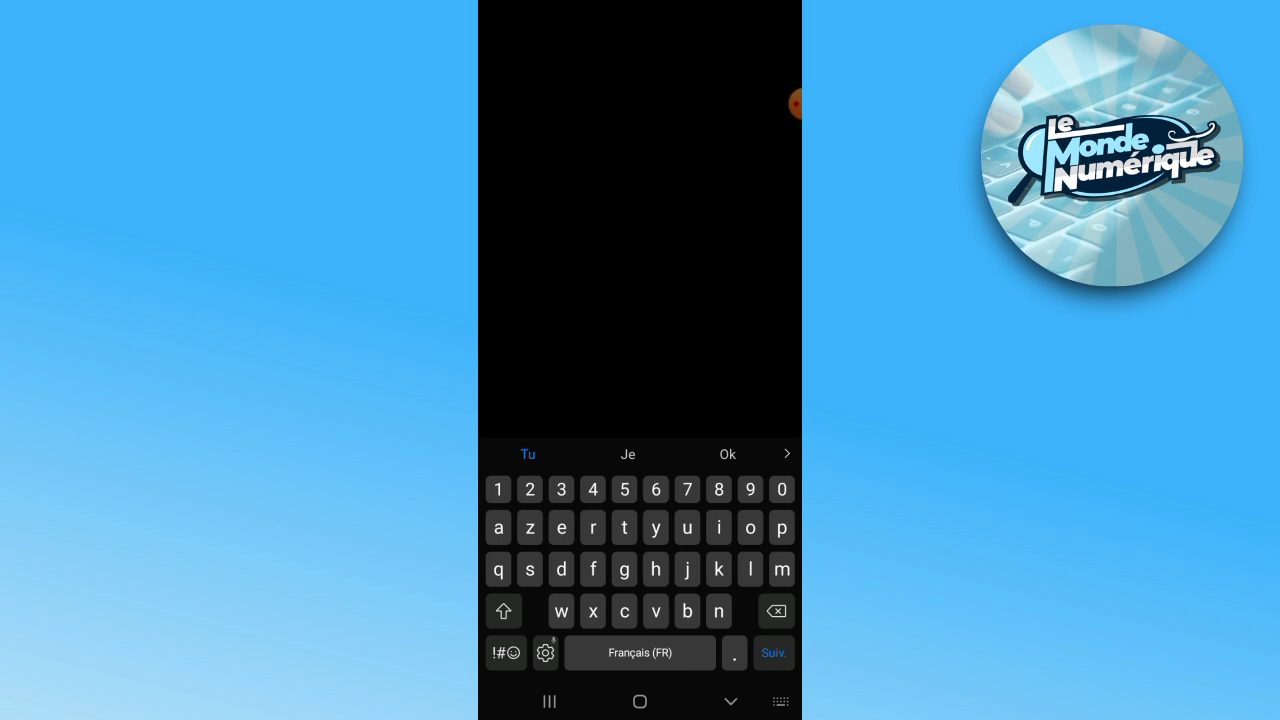 Le
Monde
Numérique
Tu Je Ok
1 2 3 4 5 6 7 8 9 0
a z e r t y u i o p
q s d f g h j k l m
w x c v b n
!#☺ Français (FR) . Suiv.